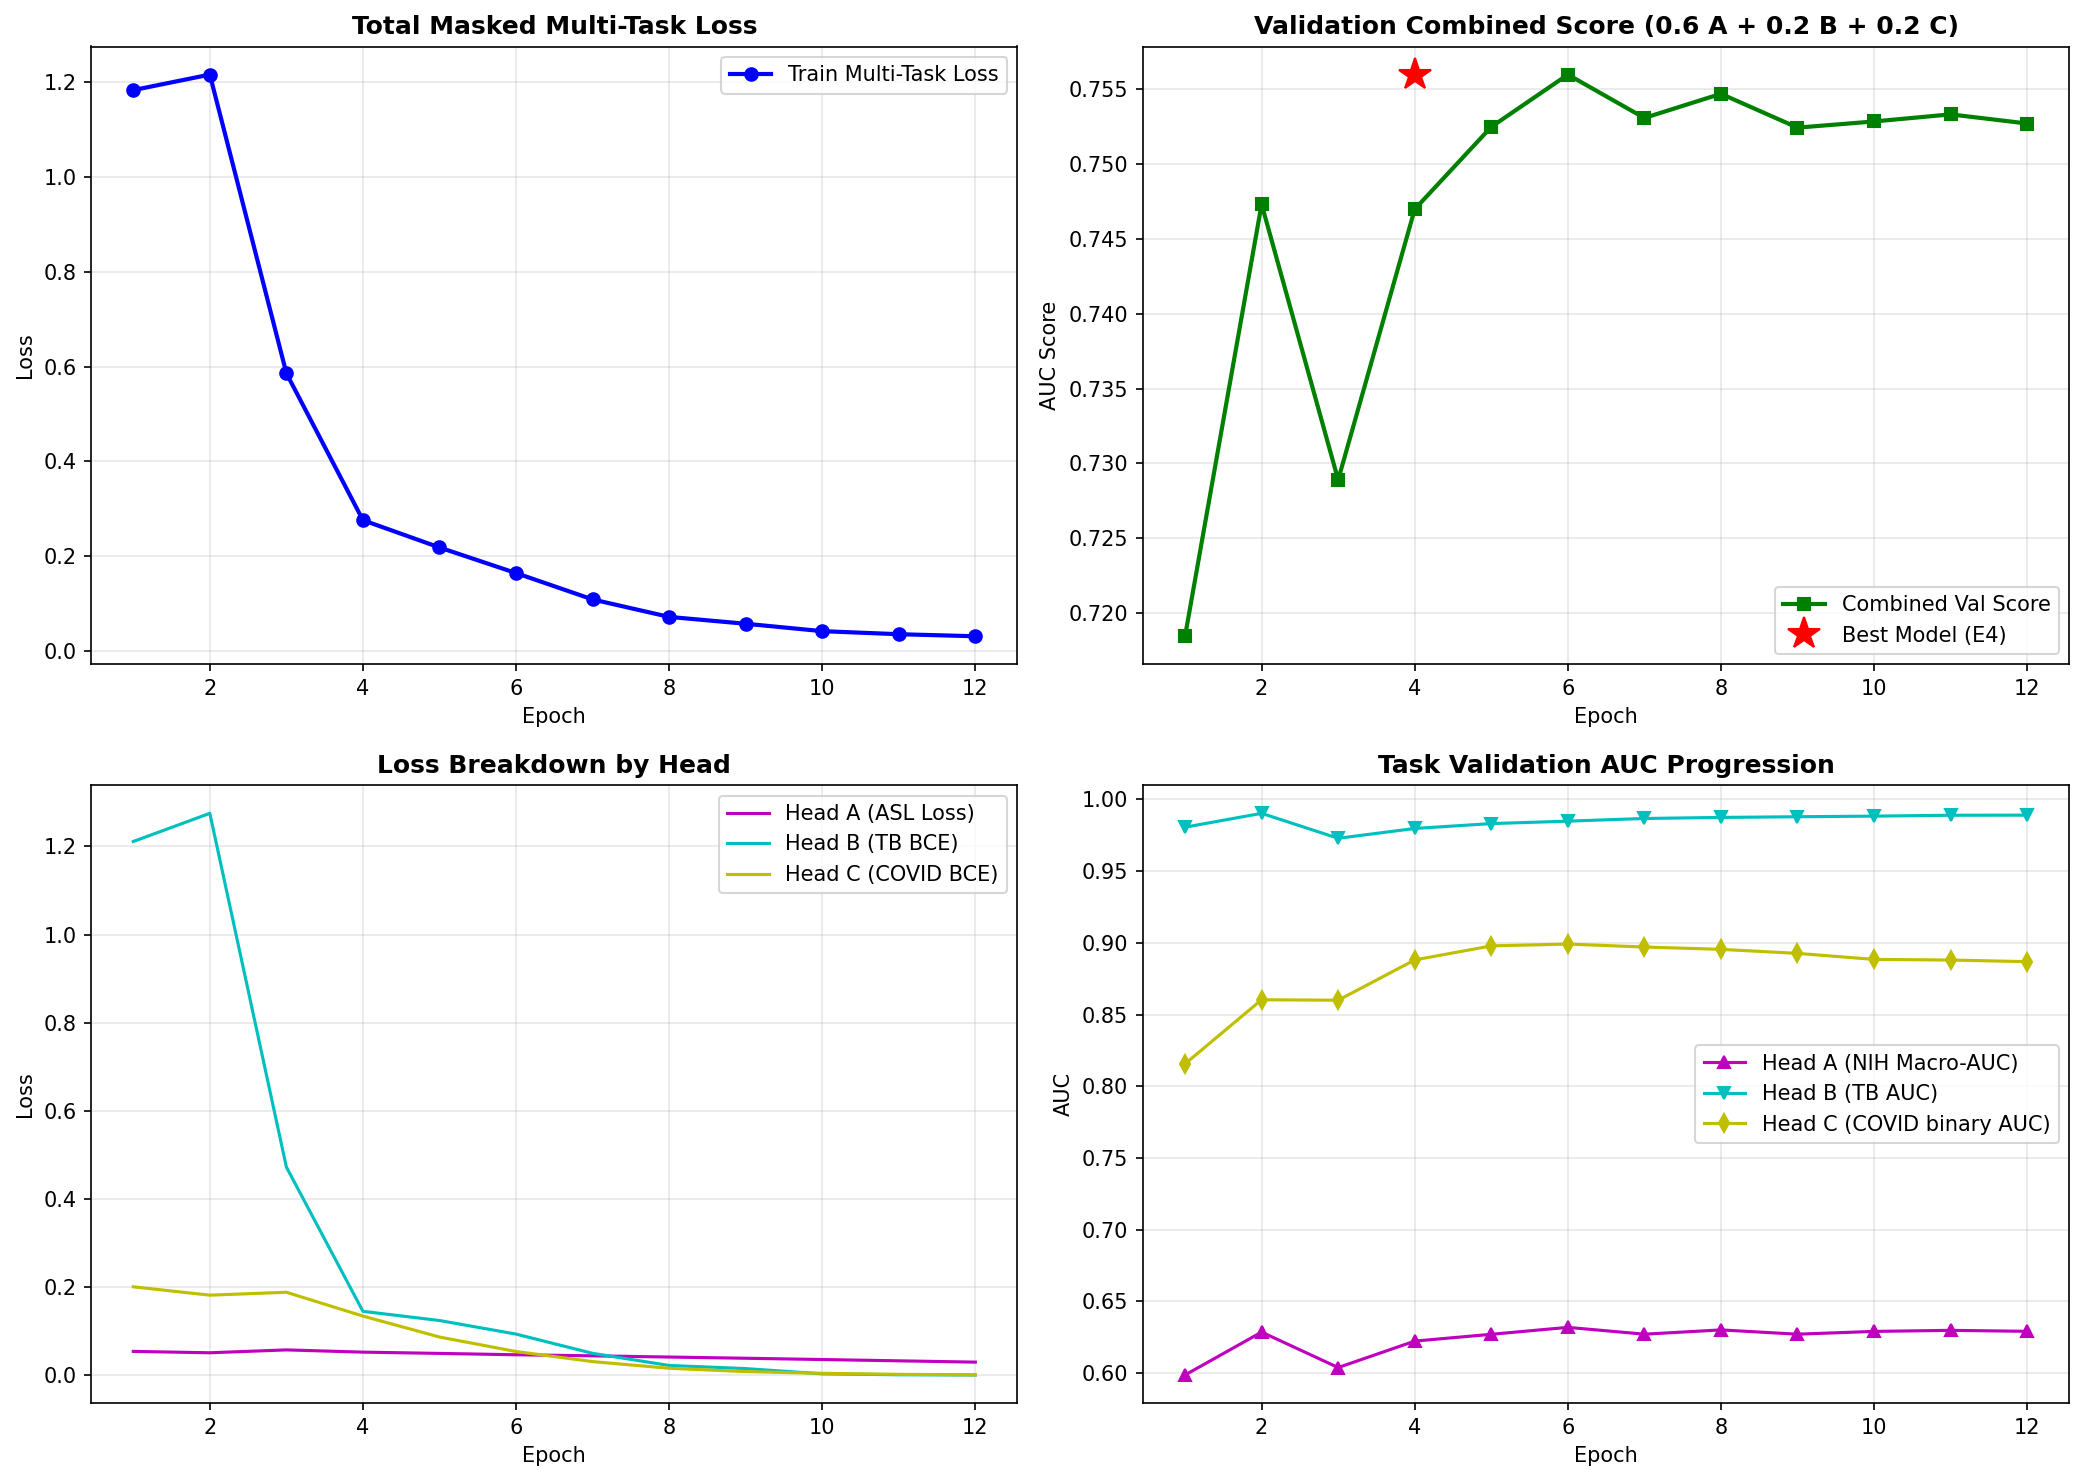 Total Masked Multi-Task Loss
Train Multi-Task Loss
1.2
1.0
0.8
0.6
0.4
0.2
0.0
Loss
2 4 6 8 10 12
Epoch
Validation Combined Score (0.6 A + 0.2 B + 0.2 C)
0.755
0.750
0.745
0.740
0.735
0.730
0.725
0.720
AUC Score
Combined Val Score
Best Model (E4)
2 4 6 8 10 12
Epoch
Loss Breakdown by Head
Head A (ASL Loss)
Head B (TB BCE)
Head C (COVID BCE)
1.2
1.0
0.8
0.6
0.4
0.2
0.0
Loss
2 4 6 8 10 12
Epoch
Task Validation AUC Progression
1.00
0.95
0.90
0.85
0.80
0.75
0.70
0.65
0.60
AUC
Head A (NIH Macro-AUC)
Head B (TB AUC)
Head C (COVID binary AUC)
2 4 6 8 10 12
Epoch